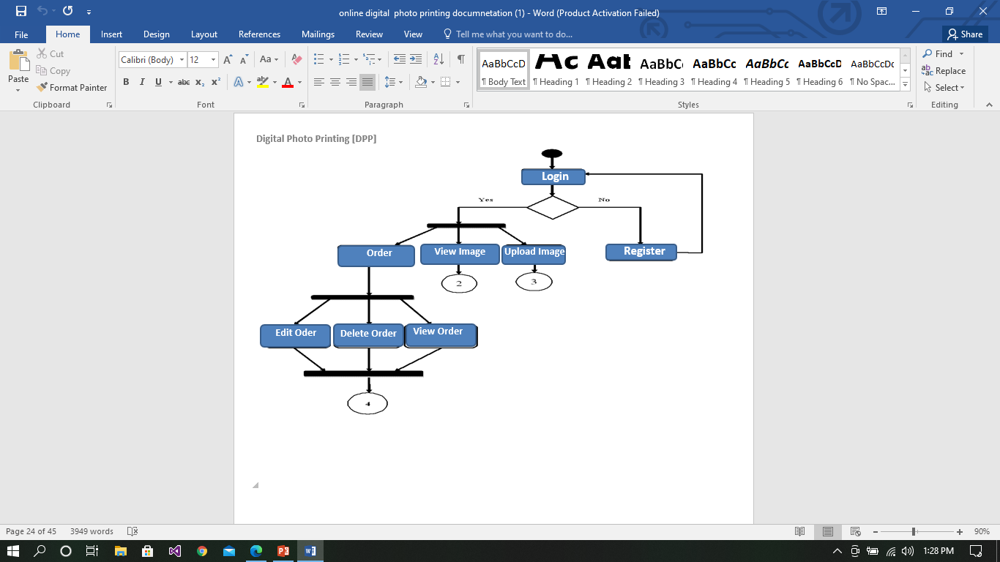 online digital  photo printing documnetation (1) - Word (Product Activation Failed)
File Home Insert Design Layout References Mailings Review View Tell me what you want to do... Share
Paste
Cut
Copy
Format Painter
Clipboard
Calibri (Body) 12 A A Aa A
B I U abc x2 x2 A ab A
Font
Paragraph
AaBbCcD AaBbC AaBbCc AaBbCc AaBbCcD AaBbCcDc
¶ Body Text ¶ Heading 1 ¶ Heading 2 ¶ Heading 3 ¶ Heading 4 ¶ Heading 5 ¶ Heading 6 ¶ No Spac...
Styles
Find
Replace
Select
Editing
Digital Photo Printing [DPP]
Login
Yes No
Order View Image Upload Image Register
2 3
Edit Oder Delete Order View Order
4
Page 24 of 45 3949 words 90%
1:28 PM